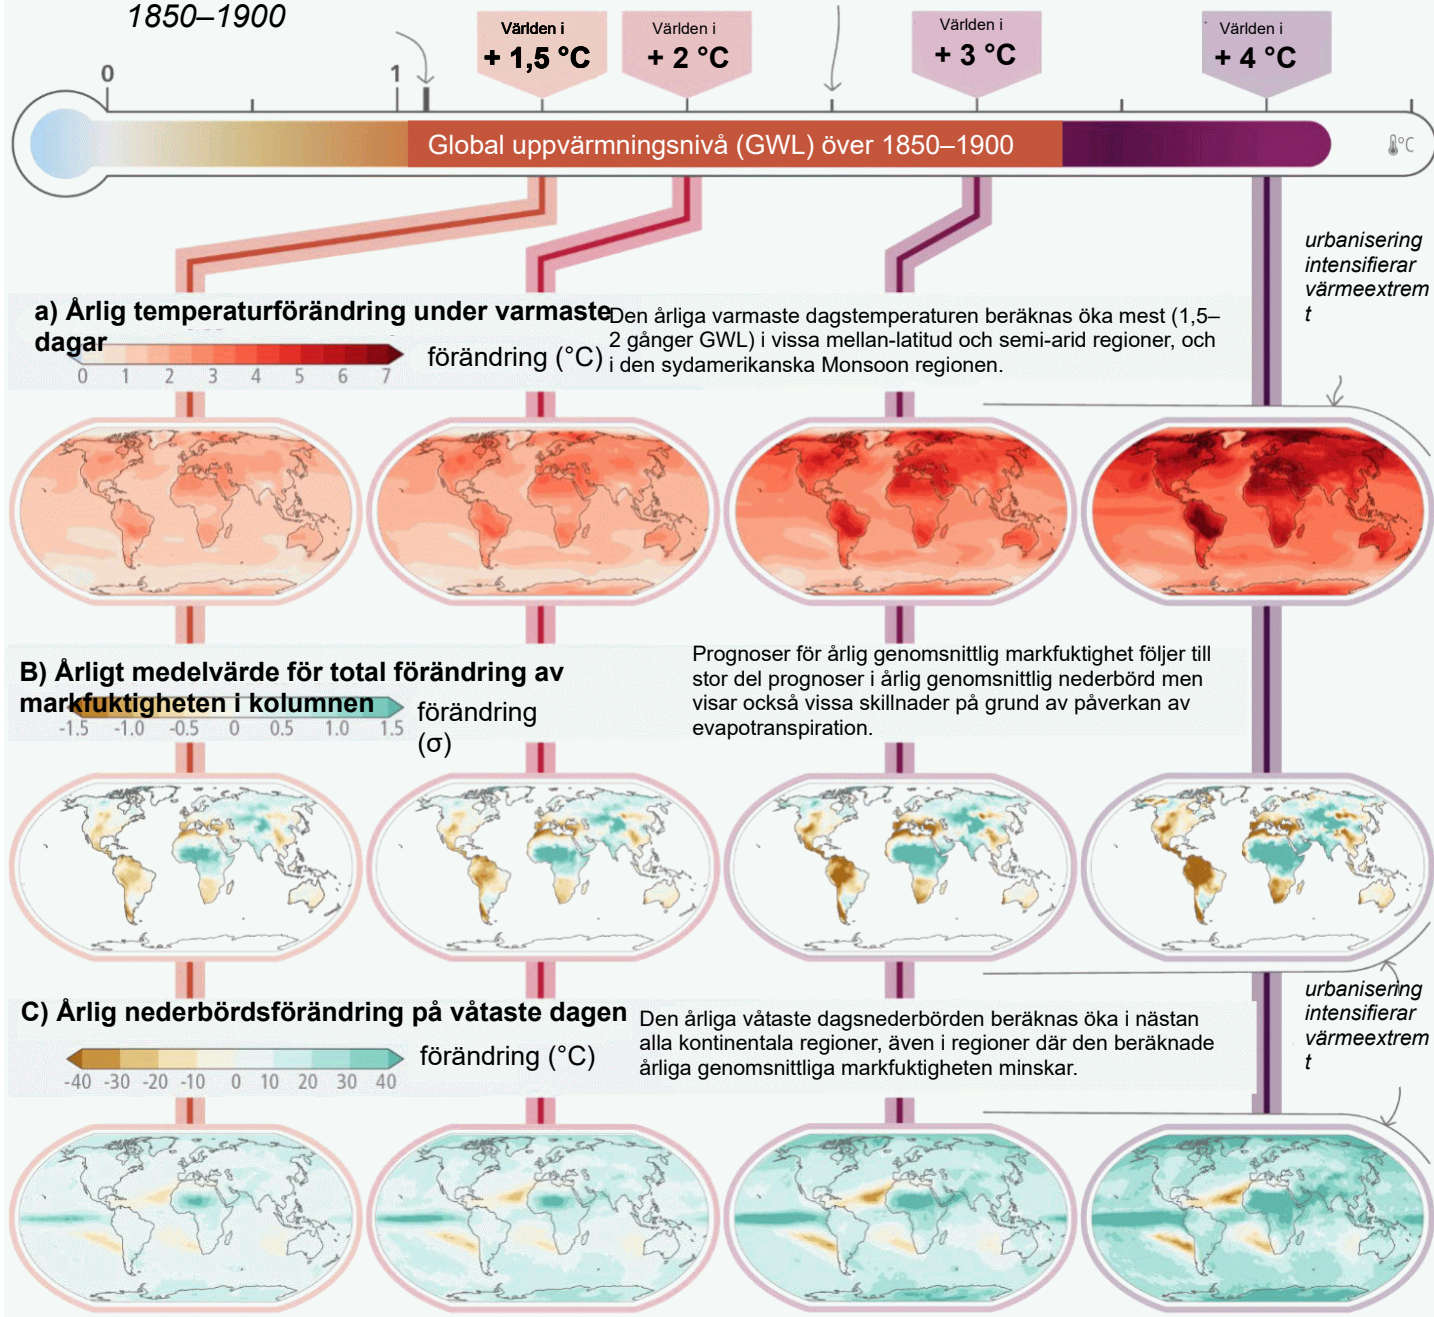 1850–1900
Världen i
+ 1,5 °C
Världen i
+ 2 °C
Världen i
+ 3 °C
Världen i
+ 4 °C
0
1
Global uppvärmningsnivå (GWL) över 1850–1900
°C
urbanisering
intensifierar
värmeextrem
t
a) Årlig temperaturförändring under varmaste
dagar
förändring (°C)
0 1 2 3 4 5 6 7
Den årliga varmaste dagstemperaturen beräknas öka mest (1,5–
2 gånger GWL) i vissa mellan-latitud och semi-arid regioner, och
i den sydamerikanska Monsoon regionen.
B) Årligt medelvärde för total förändring av
markfuktigheten i kolumnen
förändring
(σ)
-1.5 -1.0 -0.5 0 0.5 1.0 1.5
Prognoser för årlig genomsnittlig markfuktighet följer till
stor del prognoser i årlig genomsnittlig nederbörd men
visar också vissa skillnader på grund av påverkan av
evapotranspiration.
C) Årlig nederbördsförändring på våtaste dagen
förändring (°C)
-40 -30 -20 -10 0 10 20 30 40
Den årliga våtaste dagsnederbörden beräknas öka i nästan
alla kontinentala regioner, även i regioner där den beräknade
årliga genomsnittliga markfuktigheten minskar.
urbanisering
intensifierar
värmeextrem
t